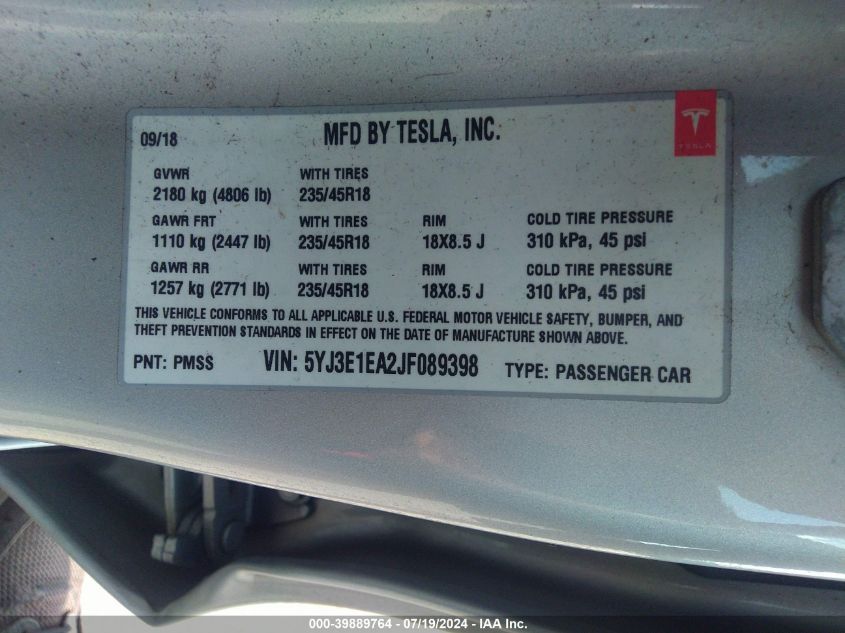 09/18 MFD BY TESLA, INC.
TESLA
GVWR WITH TIRES
2180 kg (4806 lb) 235/45R18
GAWR FRT WITH TIRES RIM COLD TIRE PRESSURE
1110 kg (2447 lb) 235/45R18 18X8.5 J 310 kPa, 45 psi
GAWR RR WITH TIRES RIM COLD TIRE PRESSURE
1257 kg (2771 lb) 235/45R18 18X8.5 J 310 kPa, 45 psi
THIS VEHICLE CONFORMS TO ALL APPLICABLE U.S. FEDERAL MOTOR VEHICLE SAFETY, BUMPER, AND
THEFT PREVENTION STANDARDS IN EFFECT ON THE DATE OF MANUFACTURE SHOWN ABOVE.
PNT: PMSS VIN: 5YJ3E1EA2JF089398 TYPE: PASSENGER CAR
000-39889764 - 07/19/2024 - IAA Inc.